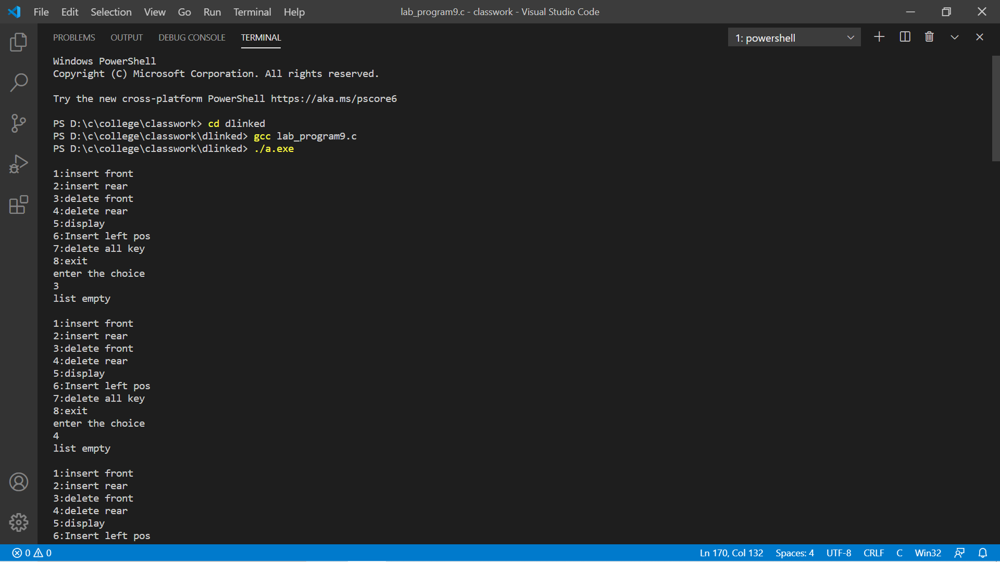 File Edit Selection View Go Run Terminal Help lab_program9.c - classwork - Visual Studio Code
PROBLEMS OUTPUT DEBUG CONSOLE TERMINAL 1: powershell
Windows PowerShell
Copyright (C) Microsoft Corporation. All rights reserved.
Try the new cross-platform PowerShell https://aka.ms/pscore6
PS D:\c\college\classwork> cd dlinked
PS D:\c\college\classwork\dlinked> gcc lab_program9.c
PS D:\c\college\classwork\dlinked> ./a.exe
1:insert front
2:insert rear
3:delete front
4:delete rear
5:display
6:Insert left pos
7:delete all key
8:exit
enter the choice
3
list empty
1:insert front
2:insert rear
3:delete front
4:delete rear
5:display
6:Insert left pos
7:delete all key
8:exit
enter the choice
4
list empty
1:insert front
2:insert rear
3:delete front
4:delete rear
5:display
6:Insert left pos
0 0 Ln 170, Col 132 Spaces: 4 UTF-8 CRLF C Win32